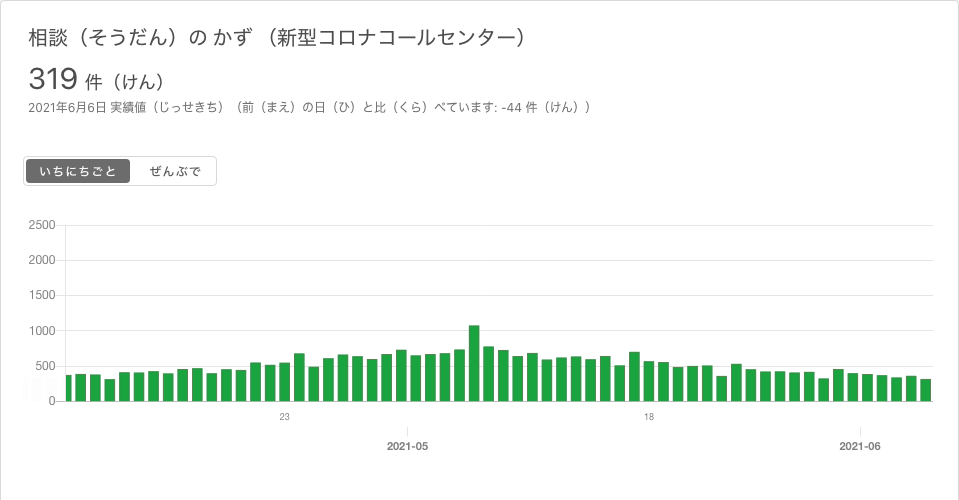 相談（そうだん）の かず （新型コロナコールセンター）
319 件（けん）
2021年6月6日 実績値（じっせきち）（前（まえ）の日（ひ）と比（くら）べています: -44 件（けん））
いちにちごと ぜんぶで
2500
2000
1500
1000
500
0
23 18
2021-05 2021-06